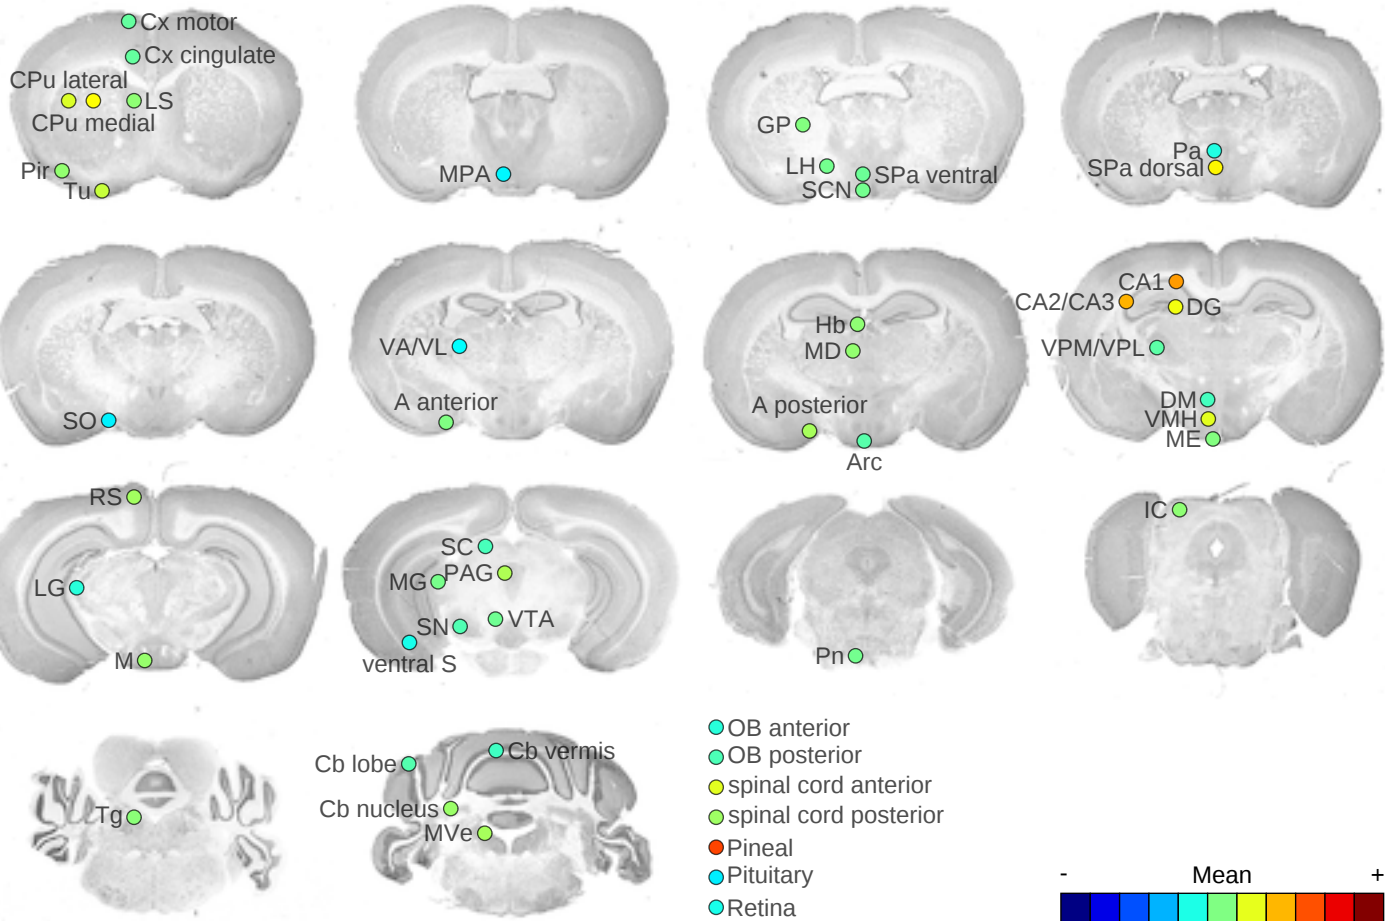 Cx motor
Cx cingulate
CPu lateral
LS
CPu medial
Pir
Tu
MPA
GP
LH
SPa ventral
SCN
Pa
SPa dorsal
SO
VA/VL
A anterior
Hb
MD
A posterior
Arc
CA1
CA2/CA3
DG
VPM/VPL
DM
VMH
ME
RS
LG
M
SC
MG
PAG
SN
VTA
ventral S
Pn
IC
Tg
Cb lobe
Cb vermis
Cb nucleus
MVe
OB anterior
OB posterior
spinal cord anterior
spinal cord posterior
Pineal
Pituitary
Retina
- Mean +